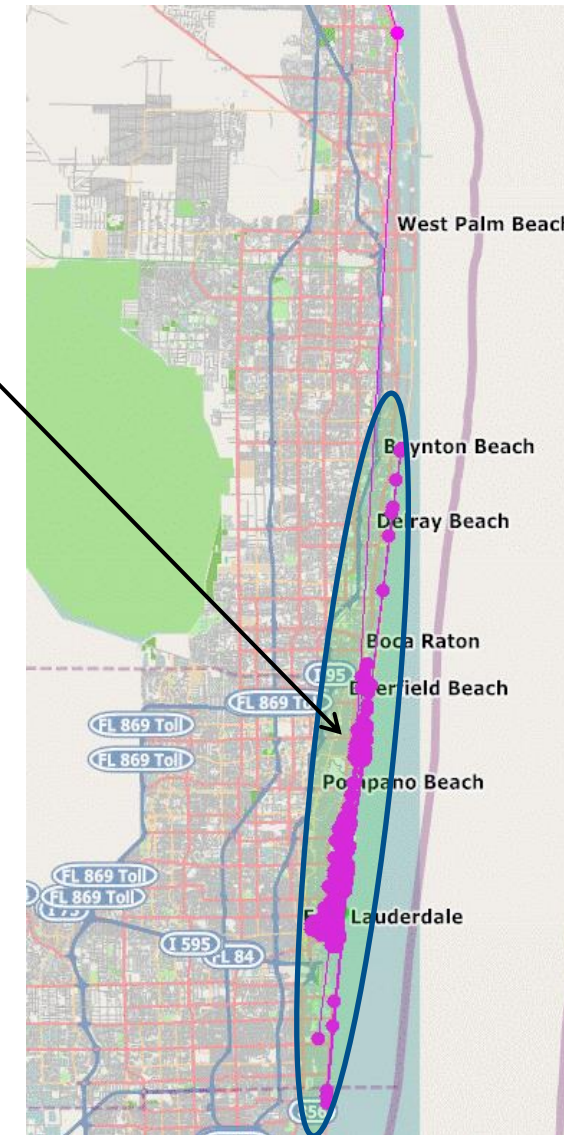 West Palm Beach
Boynton Beach
Delray Beach
Boca Raton
I 95
Deerfield Beach
FL 869 Toll
FL 869 Toll
FL 869 Toll
Pompano Beach
FL 869 Toll
FL 869 Toll
I 75
Lauderdale
I 595
FL 84